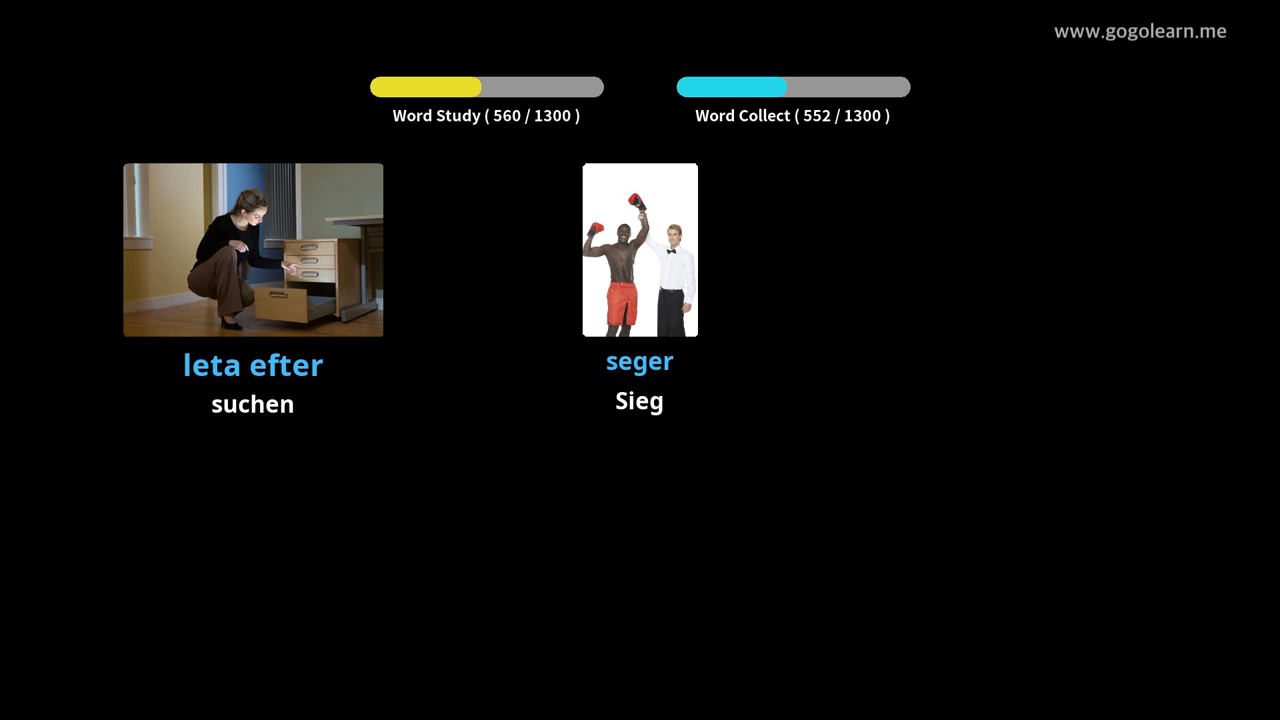 www.gogolearn.me
Word Study ( 560 / 1300 )
Word Collect ( 552 / 1300 )
leta efter
suchen
seger
Sieg